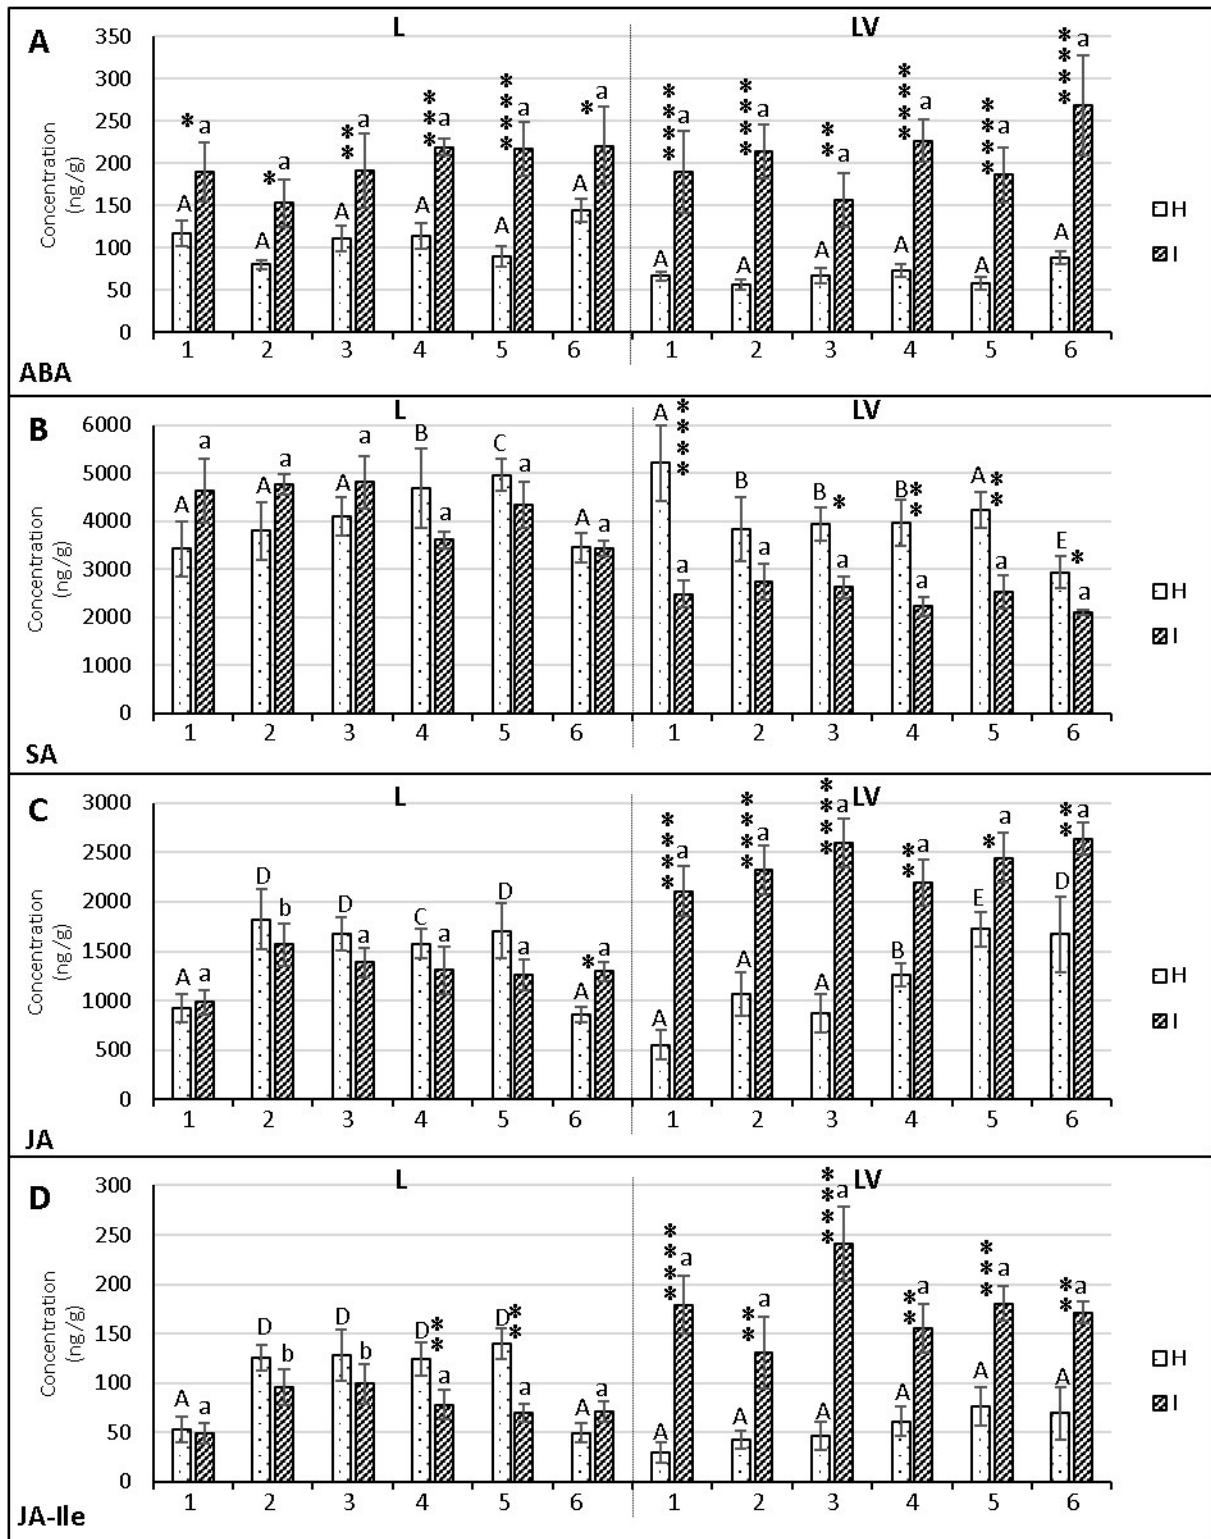 A
L
LV
350
300
250
200
150
100
50
0
Concentration
(ng/g)
* a A
* a A
** a A
*** a A
**** a A
* a A
**** a A
**** a A
** a A
**** a A
**** a A
**** a A
H
I
1 2 3 4 5 6 1 2 3 4 5 6
ABA
B
L
LV
6000
5000
4000
3000
2000
1000
0
Concentration
(ng/g)
A a
A a
A a
B a
C a
A a
A **** a
B a
B * a
B ** a
A ** a
E * a
H
I
1 2 3 4 5 6 1 2 3 4 5 6
SA
C
L
LV
3000
2500
2000
1500
1000
500
0
Concentration
(ng/g)
A a
D b
D a
C a
D a
A * a
A **** a
A **** a
A **** a
B ** a
E * a
D ** a
H
I
1 2 3 4 5 6 1 2 3 4 5 6
JA
D
L
LV
300
250
200
150
100
50
0
Concentration
(ng/g)
A a
D b
D b
D ** a
D ** a
A a
A **** a
A ** a
A **** a
A ** a
A *** a
A ** a
H
I
1 2 3 4 5 6 1 2 3 4 5 6
JA-Ile